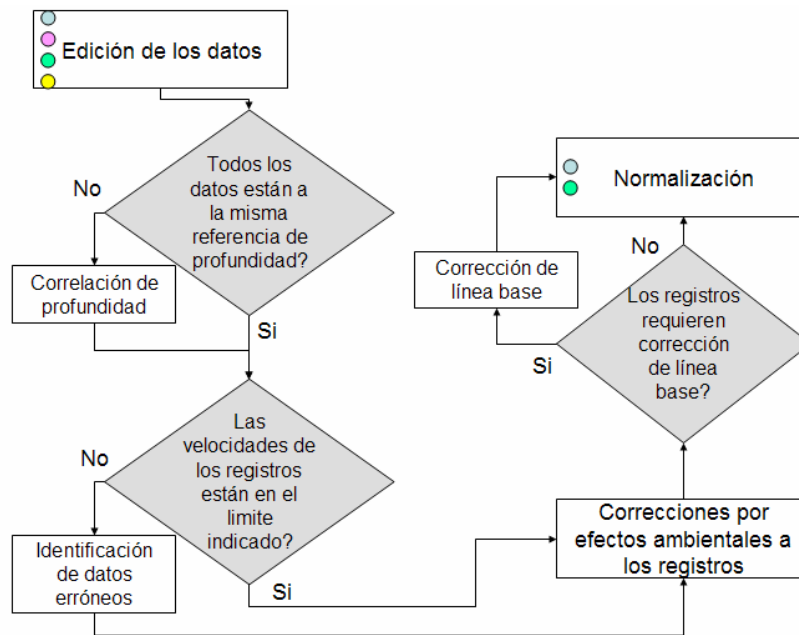 Edición de los datos
Todos los
datos están a
la misma
referencia de
profundidad?
No
Correlación de
profundidad
Si
Las
velocidades de
los registros
están en el
limite
indicado?
No
Identificación
de datos
erróneos
Si
Correcciones por
efectos ambientales a
los registros
Los registros
requieren
corrección
de línea
base?
Si
Corrección de
línea base
No
Normalización